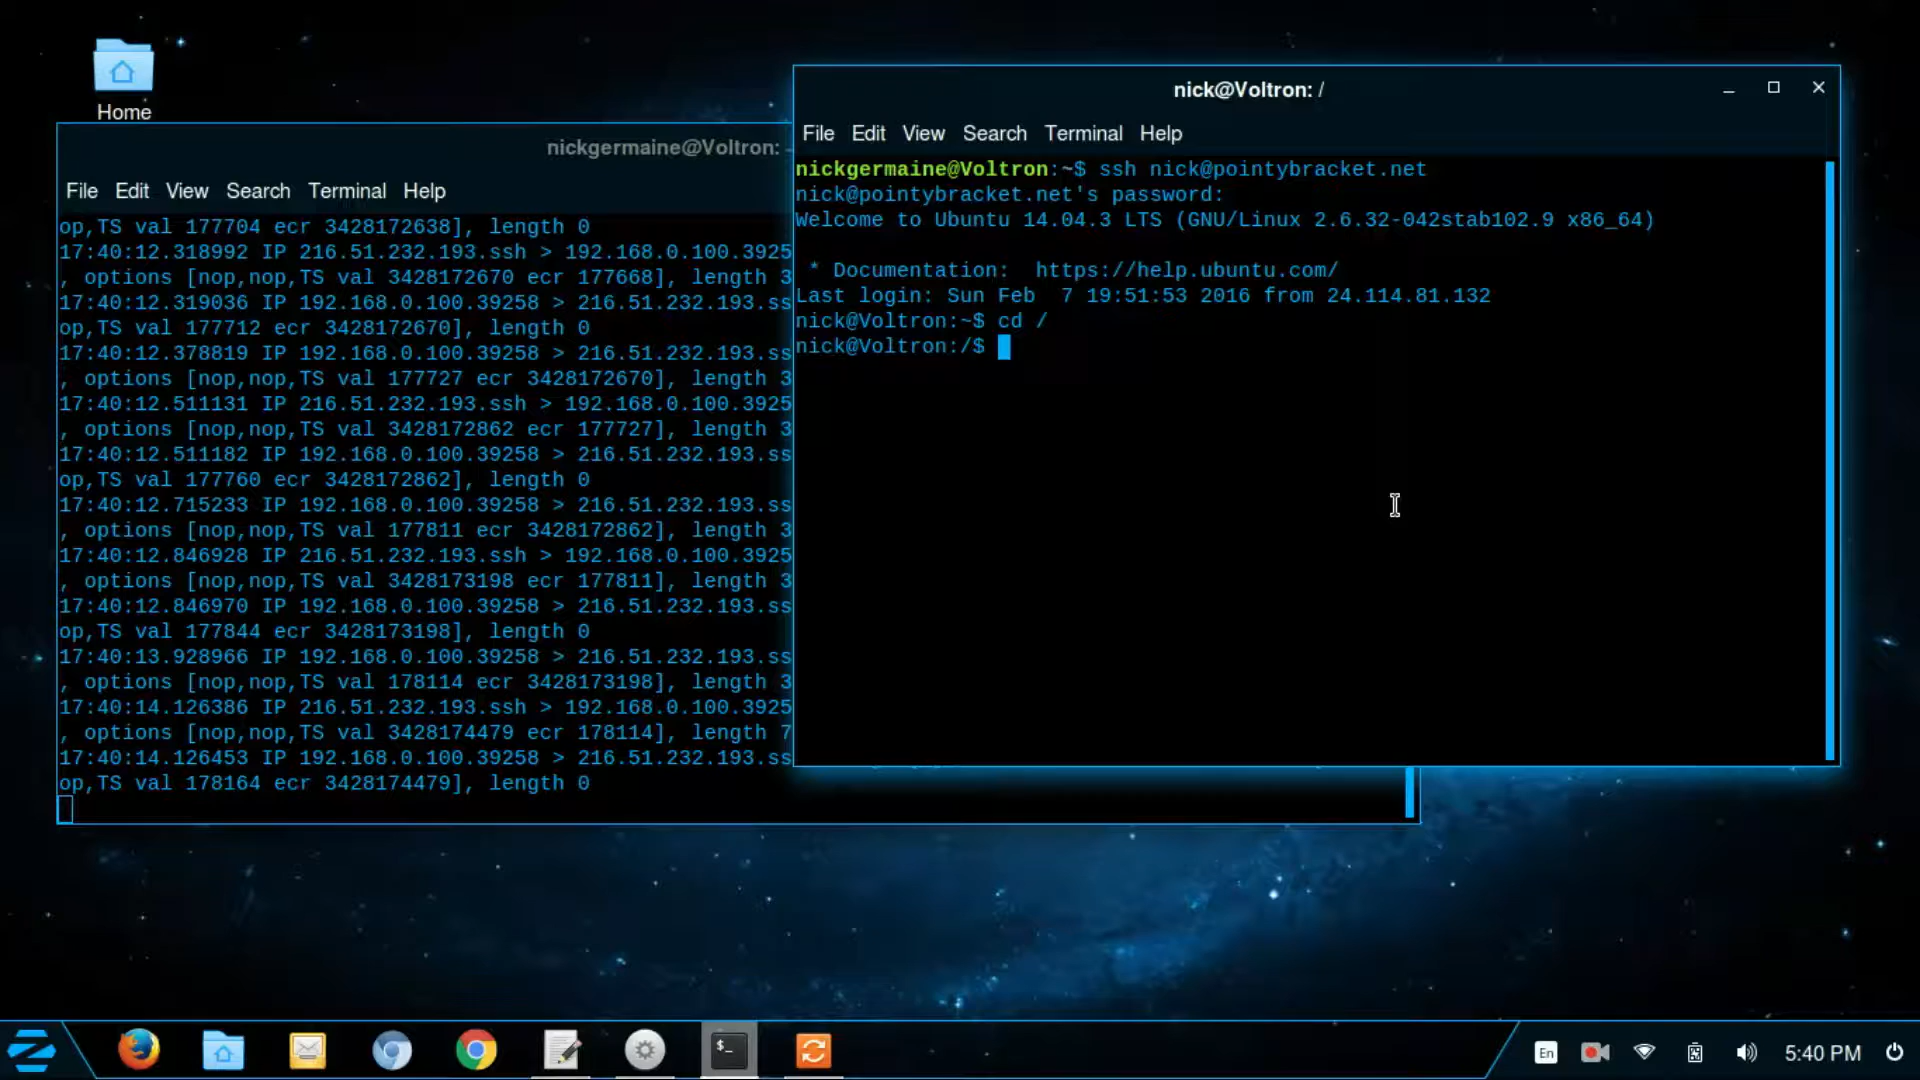 Home
nickgermaine@Voltron:
File Edit View Search Terminal Help
op,TS val 177704 ecr 3428172638], length 0
17:40:12.318992 IP 216.51.232.193.ssh > 192.168.0.100.3925
, options [nop,nop,TS val 3428172670 ecr 177668], length 3
17:40:12.319036 IP 192.168.0.100.39258 > 216.51.232.193.ss
op,TS val 177712 ecr 3428172670], length 0
17:40:12.378819 IP 192.168.0.100.39258 > 216.51.232.193.ss
, options [nop,nop,TS val 177727 ecr 3428172670], length 3
17:40:12.511131 IP 216.51.232.193.ssh > 192.168.0.100.3925
, options [nop,nop,TS val 3428172862 ecr 177727], length 3
17:40:12.511182 IP 192.168.0.100.39258 > 216.51.232.193.ss
op,TS val 177760 ecr 3428172862], length 0
17:40:12.715233 IP 192.168.0.100.39258 > 216.51.232.193.ss
, options [nop,nop,TS val 177811 ecr 3428172862], length 3
17:40:12.846928 IP 216.51.232.193.ssh > 192.168.0.100.3925
, options [nop,nop,TS val 3428173198 ecr 177811], length 3
17:40:12.846970 IP 192.168.0.100.39258 > 216.51.232.193.ss
op,TS val 177844 ecr 3428173198], length 0
17:40:13.928966 IP 192.168.0.100.39258 > 216.51.232.193.ss
, options [nop,nop,TS val 178114 ecr 3428173198], length 3
17:40:14.126386 IP 216.51.232.193.ssh > 192.168.0.100.3925
, options [nop,nop,TS val 3428174479 ecr 178114], length 7
17:40:14.126453 IP 192.168.0.100.39258 > 216.51.232.193.ss
op,TS val 178164 ecr 3428174479], length 0
nick@Voltron: /
File Edit View Search Terminal Help
nickgermaine@Voltron:~$ ssh nick@pointybracket.net
nick@pointybracket.net's password:
Welcome to Ubuntu 14.04.3 LTS (GNU/Linux 2.6.32-042stab102.9 x86_64)
* Documentation:  https://help.ubuntu.com/
Last login: Sun Feb  7 19:51:53 2016 from 24.114.81.132
nick@Voltron:~$ cd /
nick@Voltron:/$
En
5:40 PM